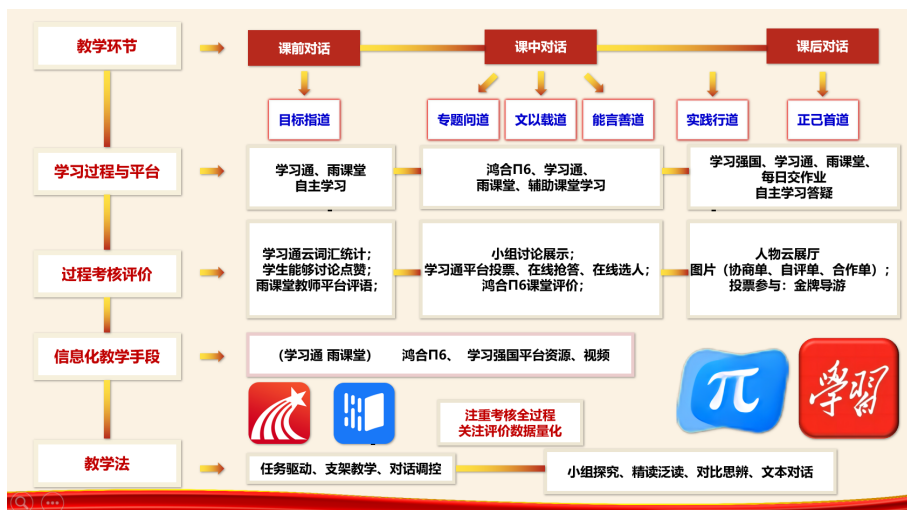 教学环节
课前对话
课中对话
课后对话
目标指道
专题问道
文以载道
能言善道
实践行道
正己首道
学习过程与平台
学习通、雨课堂
自主学习
鸿合Π6、学习通、
雨课堂、辅助课堂学习
学习强国、学习通、雨课堂、
每日交作业
自主学习答疑
过程考核评价
学习通云词汇统计;
学生能够讨论点赞;
雨课堂教师平台评语;
小组讨论展示;
学习通平台投票、在线抢答、在线选人;
鸿合Π6课堂评价;
人物云展厅
图片（协商单、自评单、合作单）;
投票参与：金牌导游
信息化教学手段
（学习通 雨课堂） 鸿合Π6、 学习强国平台资源、视频
π
學習
注重考核全过程
关注评价数据量化
教学法
任务驱动、支架教学、对话调控
小组探究、精读泛读、对比思辨、文本对话